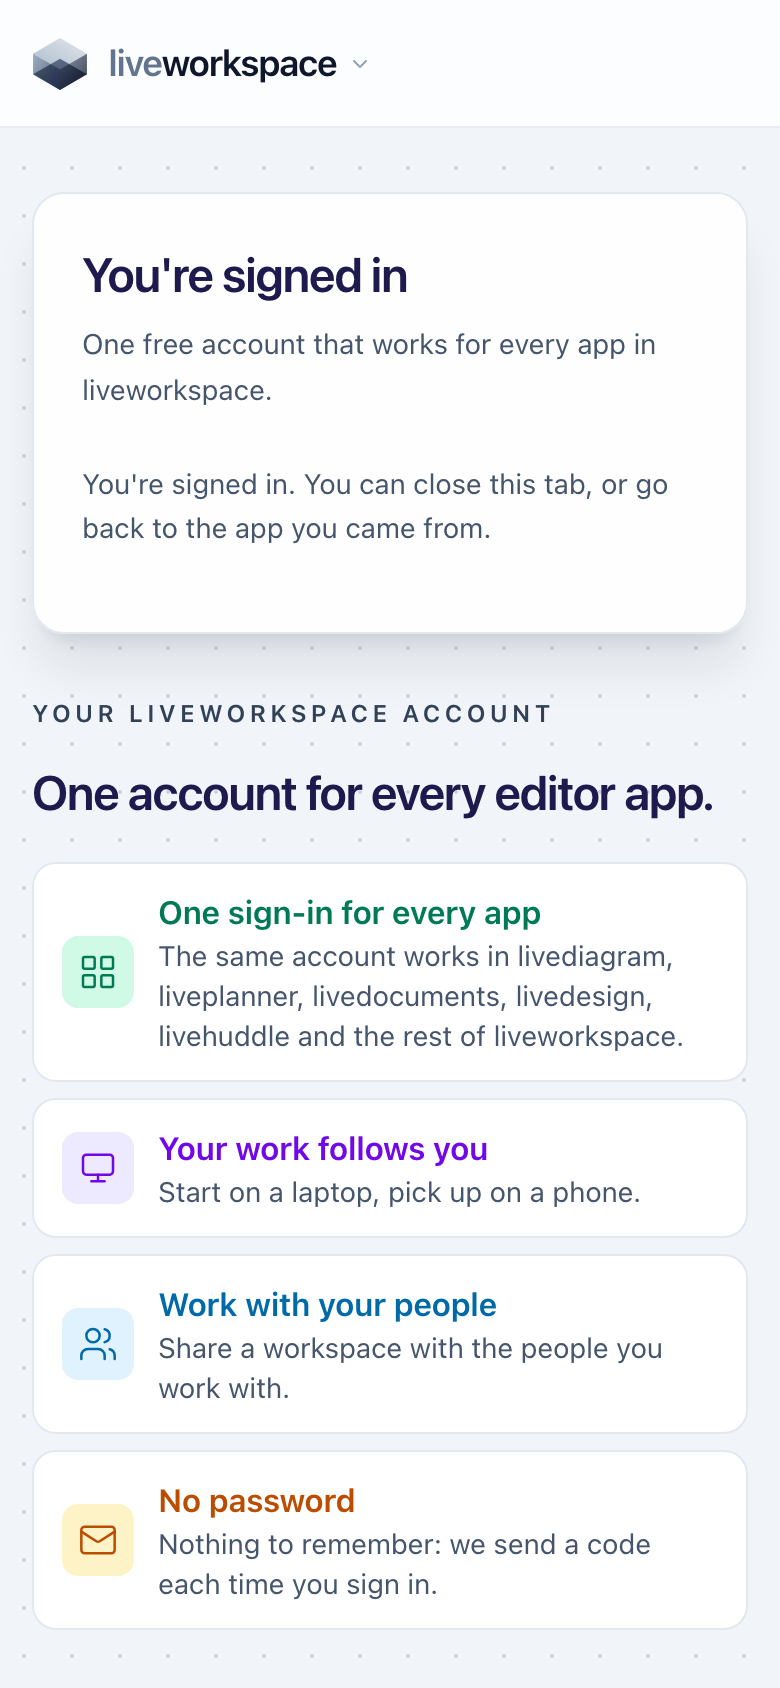 liveworkspace
You're signed in
One free account that works for every app in
liveworkspace.
You're signed in. You can close this tab, or go
back to the app you came from.
YOUR LIVEWORKSPACE ACCOUNT
One account for every editor app.
One sign-in for every app
The same account works in livediagram,
liveplanner, livedocuments, livedesign,
livehuddle and the rest of liveworkspace.
Your work follows you
Start on a laptop, pick up on a phone.
Work with your people
Share a workspace with the people you
work with.
No password
Nothing to remember: we send a code
each time you sign in.